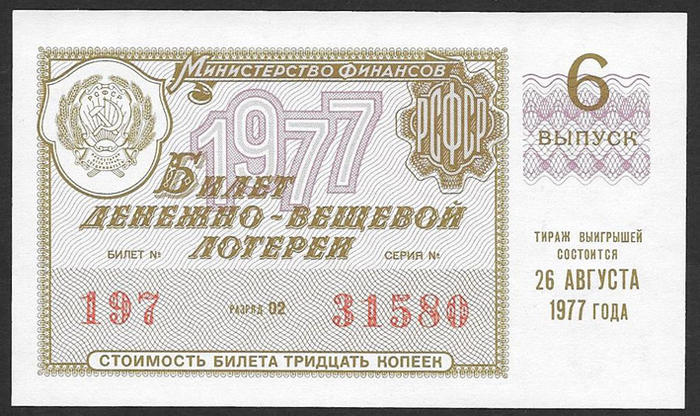 Министерство Финансов
РСФСР
РСФСР
1977
Билет
денежно-вещевой
лотереи
БИЛЕТ № СЕРИЯ №
197 РАЗРЯД 02 31580
СТОИМОСТЬ БИЛЕТА ТРИДЦАТЬ КОПЕЕК
6
ВЫПУСК
ТИРАЖ ВЫИГРЫШЕЙ
СОСТОИТСЯ
26 АВГУСТА
1977 ГОДА